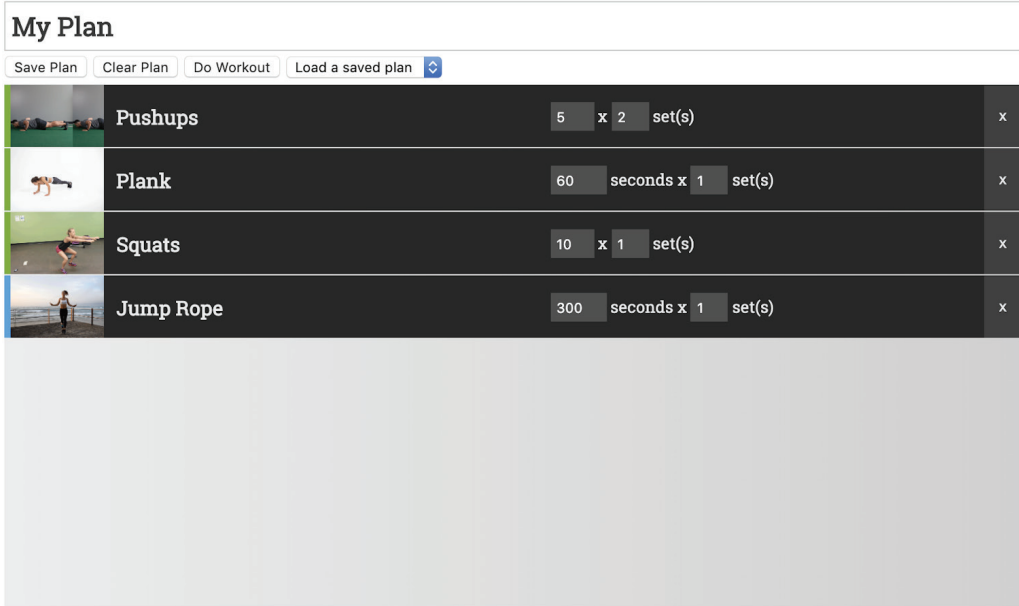 My Plan
Save Plan Clear Plan Do Workout Load a saved plan
Pushups 5 x 2 set(s) x
Plank 60 seconds x 1 set(s) x
Squats 10 x 1 set(s) x
Jump Rope 300 seconds x 1 set(s) x